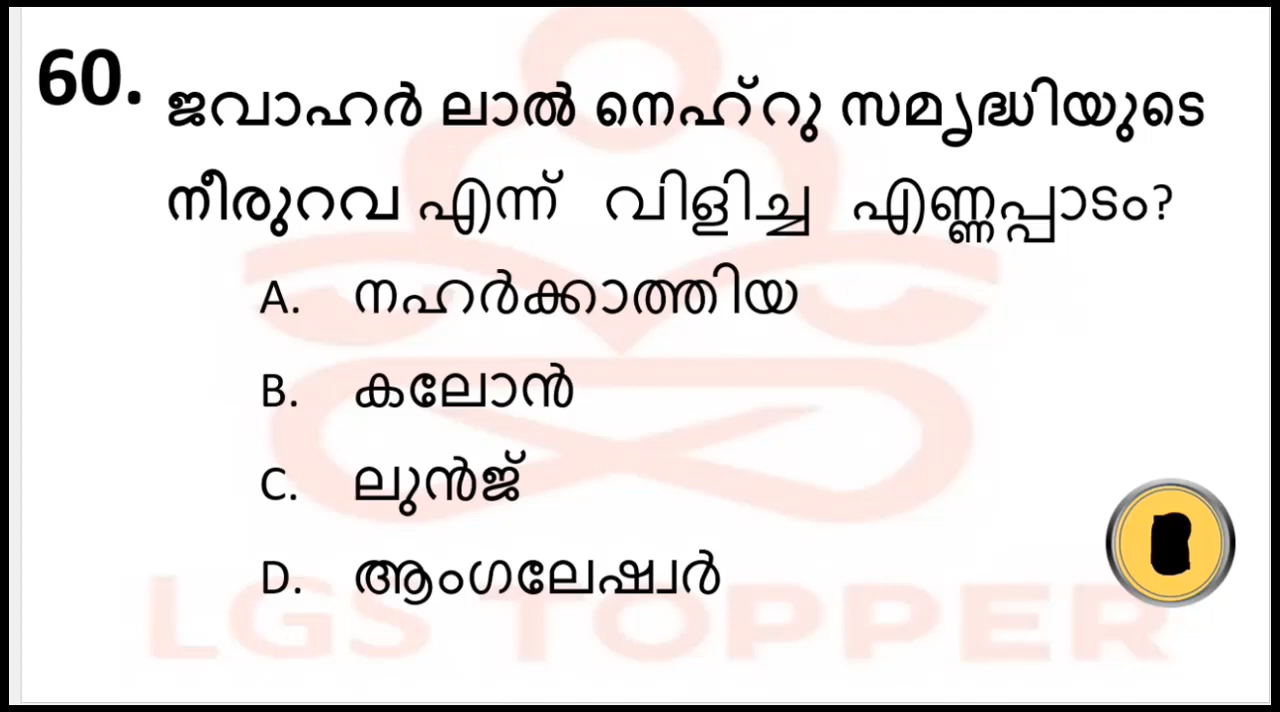 60. ജവാഹർ ലാൽ നെഹ്റു സമൃദ്ധിയുടെ
നീരുറവ എന്ന് വിളിച്ച എണ്ണപ്പാടം?
A. നഹർക്കാത്തിയ
B. കലോൻ
C. ലുൻജ്
D. ആംഗലേഷ്വർ
LGS TOPPER